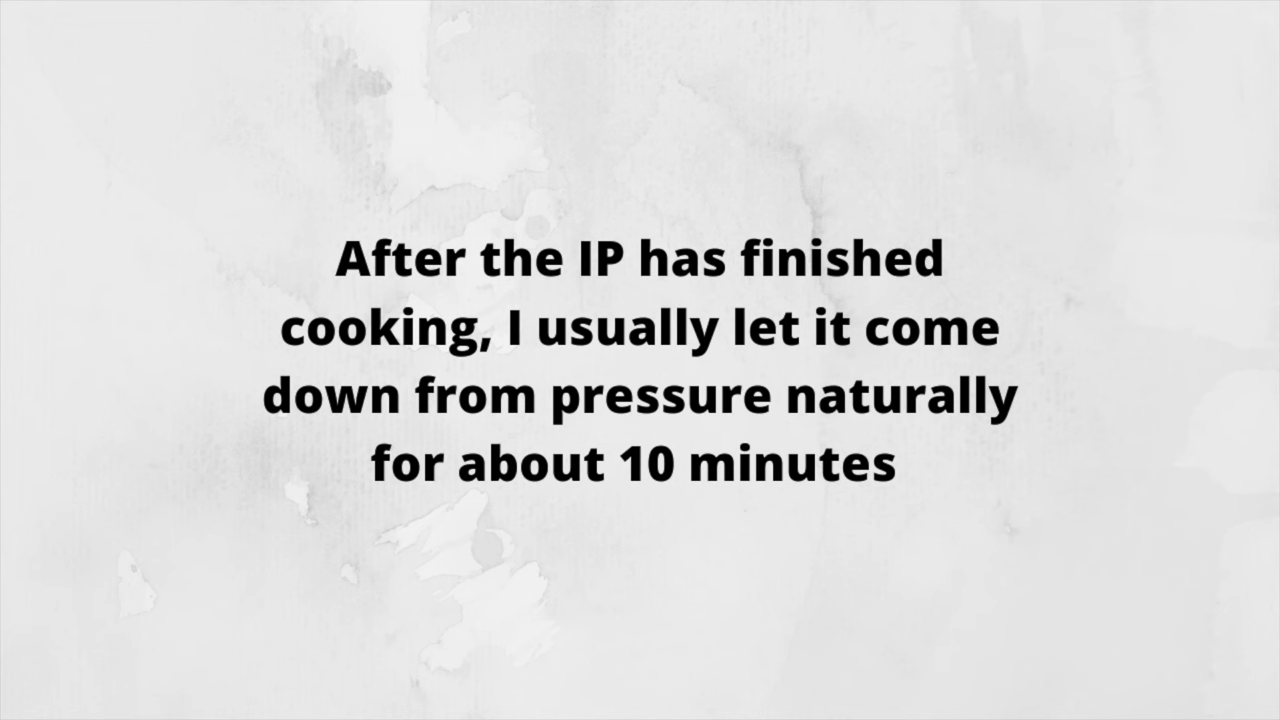 After the IP has finished
cooking, I usually let it come
down from pressure naturally
for about 10 minutes